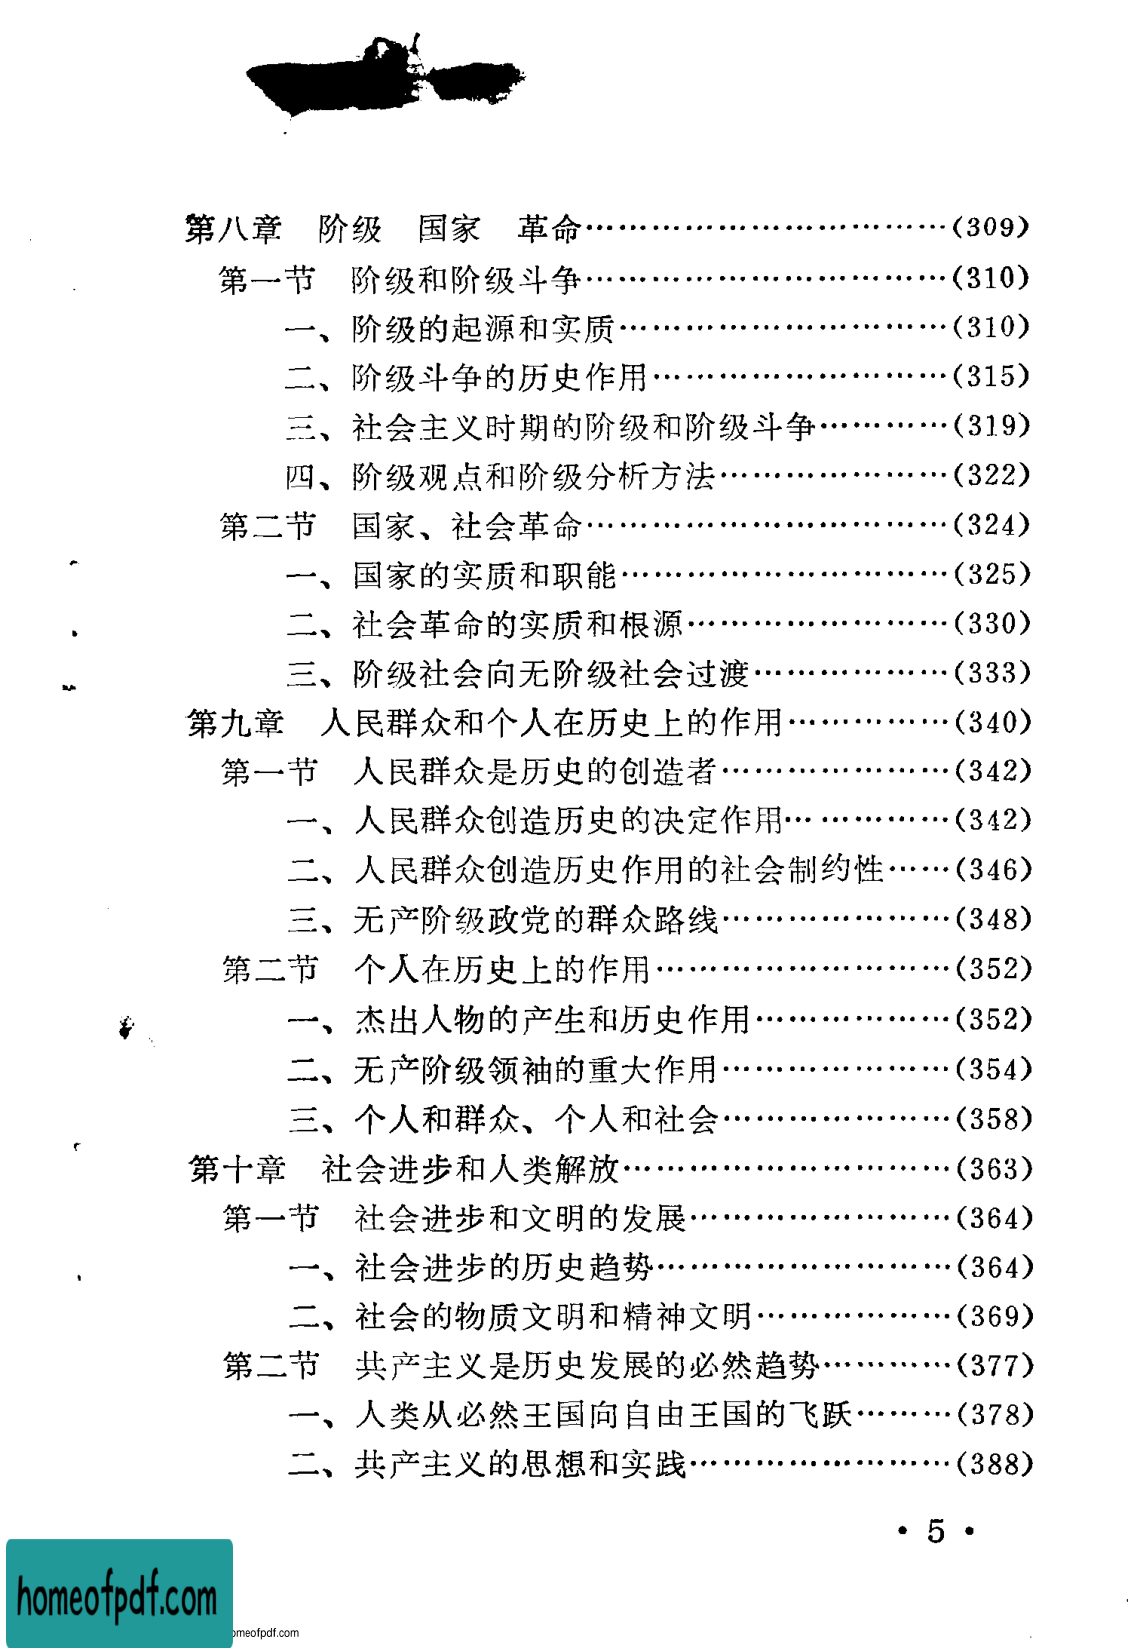 第八章　阶级　国家　革命……………………………(309)
第一节　阶级和阶级斗争……………………………(310)
一、阶级的起源和实质…………………………(310)
二、阶级斗争的历史作用………………………(315)
三、社会主义时期的阶级和阶级斗争…………(319)
四、阶级观点和阶级分析方法…………………(322)
第二节　国家、社会革命……………………………(324)
一、国家的实质和职能…………………………(325)
二、社会革命的实质和根源……………………(330)
三、阶级社会向无阶级社会过渡………………(333)
第九章　人民群众和个人在历史上的作用……………(340)
第一节　人民群众是历史的创造者…………………(342)
一、人民群众创造历史的决定作用……………(342)
二、人民群众创造历史作用的社会制约性……(346)
三、无产阶级政党的群众路线…………………(348)
第二节　个人在历史上的作用………………………(352)
一、杰出人物的产生和历史作用………………(352)
二、无产阶级领袖的重大作用…………………(354)
三、个人和群众、个人和社会…………………(358)
第十章　社会进步和人类解放…………………………(363)
第一节　社会进步和文明的发展……………………(364)
一、社会进步的历史趋势………………………(364)
二、社会的物质文明和精神文明………………(369)
第二节　共产主义是历史发展的必然趋势…………(377)
一、人类从必然王国向自由王国的飞跃………(378)
二、共产主义的思想和实践……………………(388)
• 5 •
homeofpdf.com
omeofpdf.com